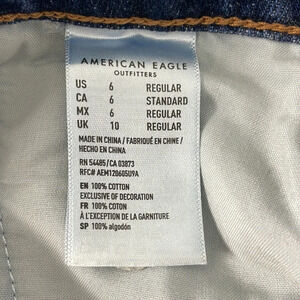 AMERICAN EAGLE
OUTFITTERS
US 6 REGULAR
CA 6 STANDARD
MX 6 REGULAR
UK 10 REGULAR
MADE IN CHINA / FABRIQUÉ EN CHINE /
HECHO EN CHINA
RN 54485/CA 03873
RFC# AEM120605U9A
EN 100% COTTON
EXCLUSIVE OF DECORATION
FR 100% COTON
À L'EXCEPTION DE LA GARNITURE
SP 100% algodón